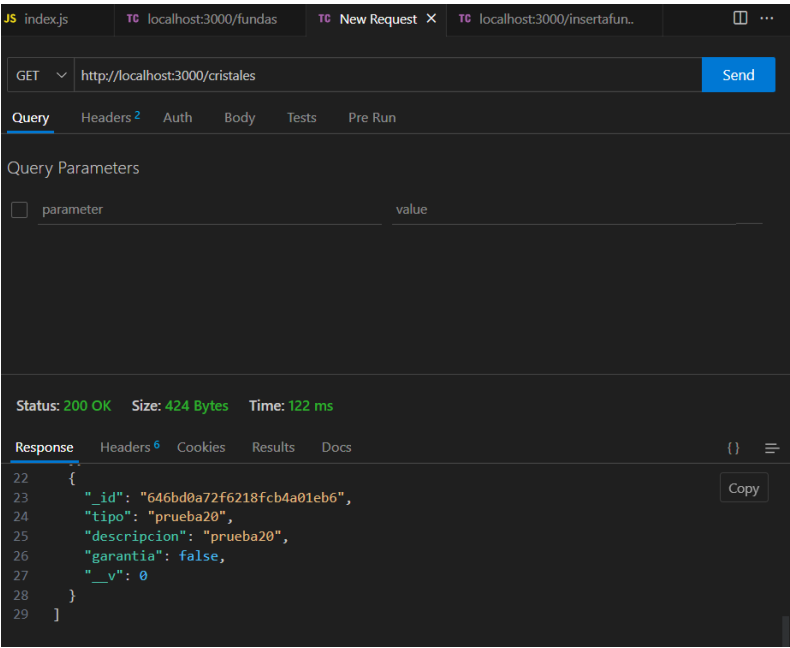 JS index.js TC localhost:3000/fundas TC New Request × TC localhost:3000/insertafun.. ···
GET http://localhost:3000/cristales Send
Query Headers 2 Auth Body Tests Pre Run
Query Parameters
parameter value
Status: 200 OK Size: 424 Bytes Time: 122 ms
Response Headers 6 Cookies Results Docs {}
Copy
22 {
23 "_id": "646bd0a72f6218fcb4a01eb6",
24 "tipo": "prueba20",
25 "descripcion": "prueba20",
26 "garantia": false,
27 "__v": 0
28 }
29 ]